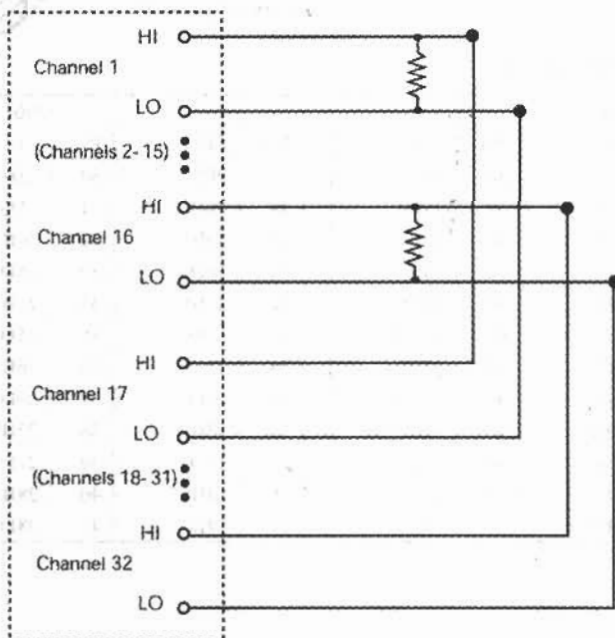 HI
Channel 1
LO
(Channels 2-15)
HI
Channel 16
LO
HI
Channel 17
LO
(Channels 18-31)
HI
Channel 32
LO